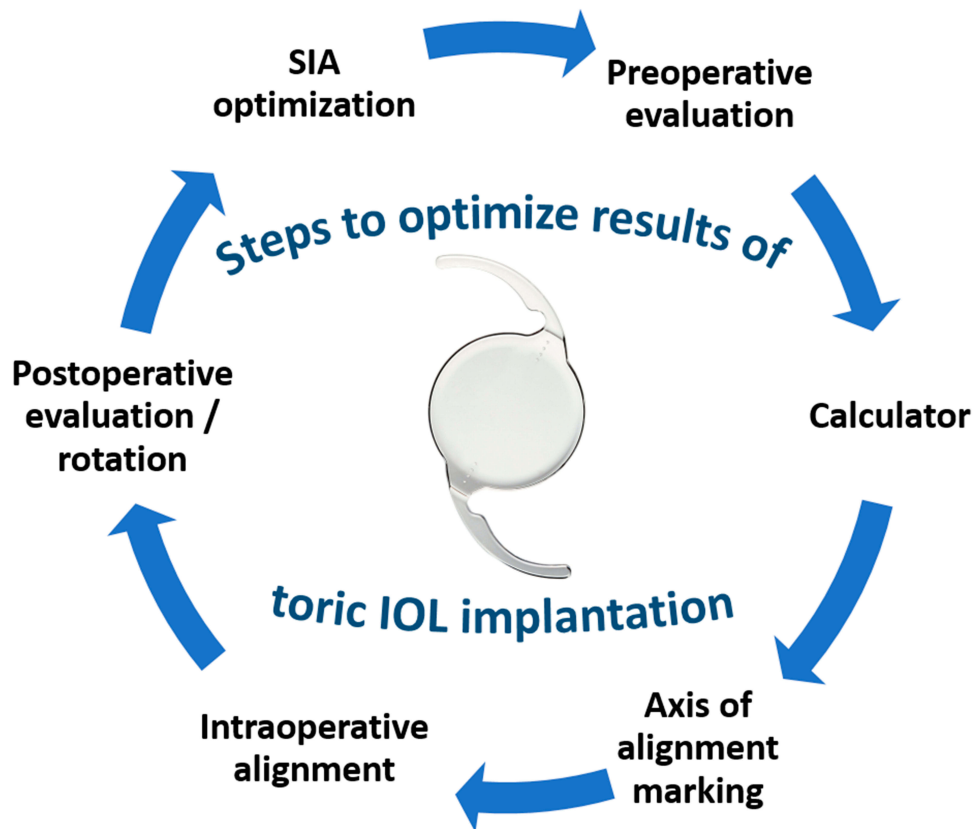 SIA
optimization
Preoperative
evaluation
Steps to optimize results of
Postoperative
evaluation /
rotation
Calculator
toric IOL implantation
Intraoperative
alignment
Axis of
alignment
marking